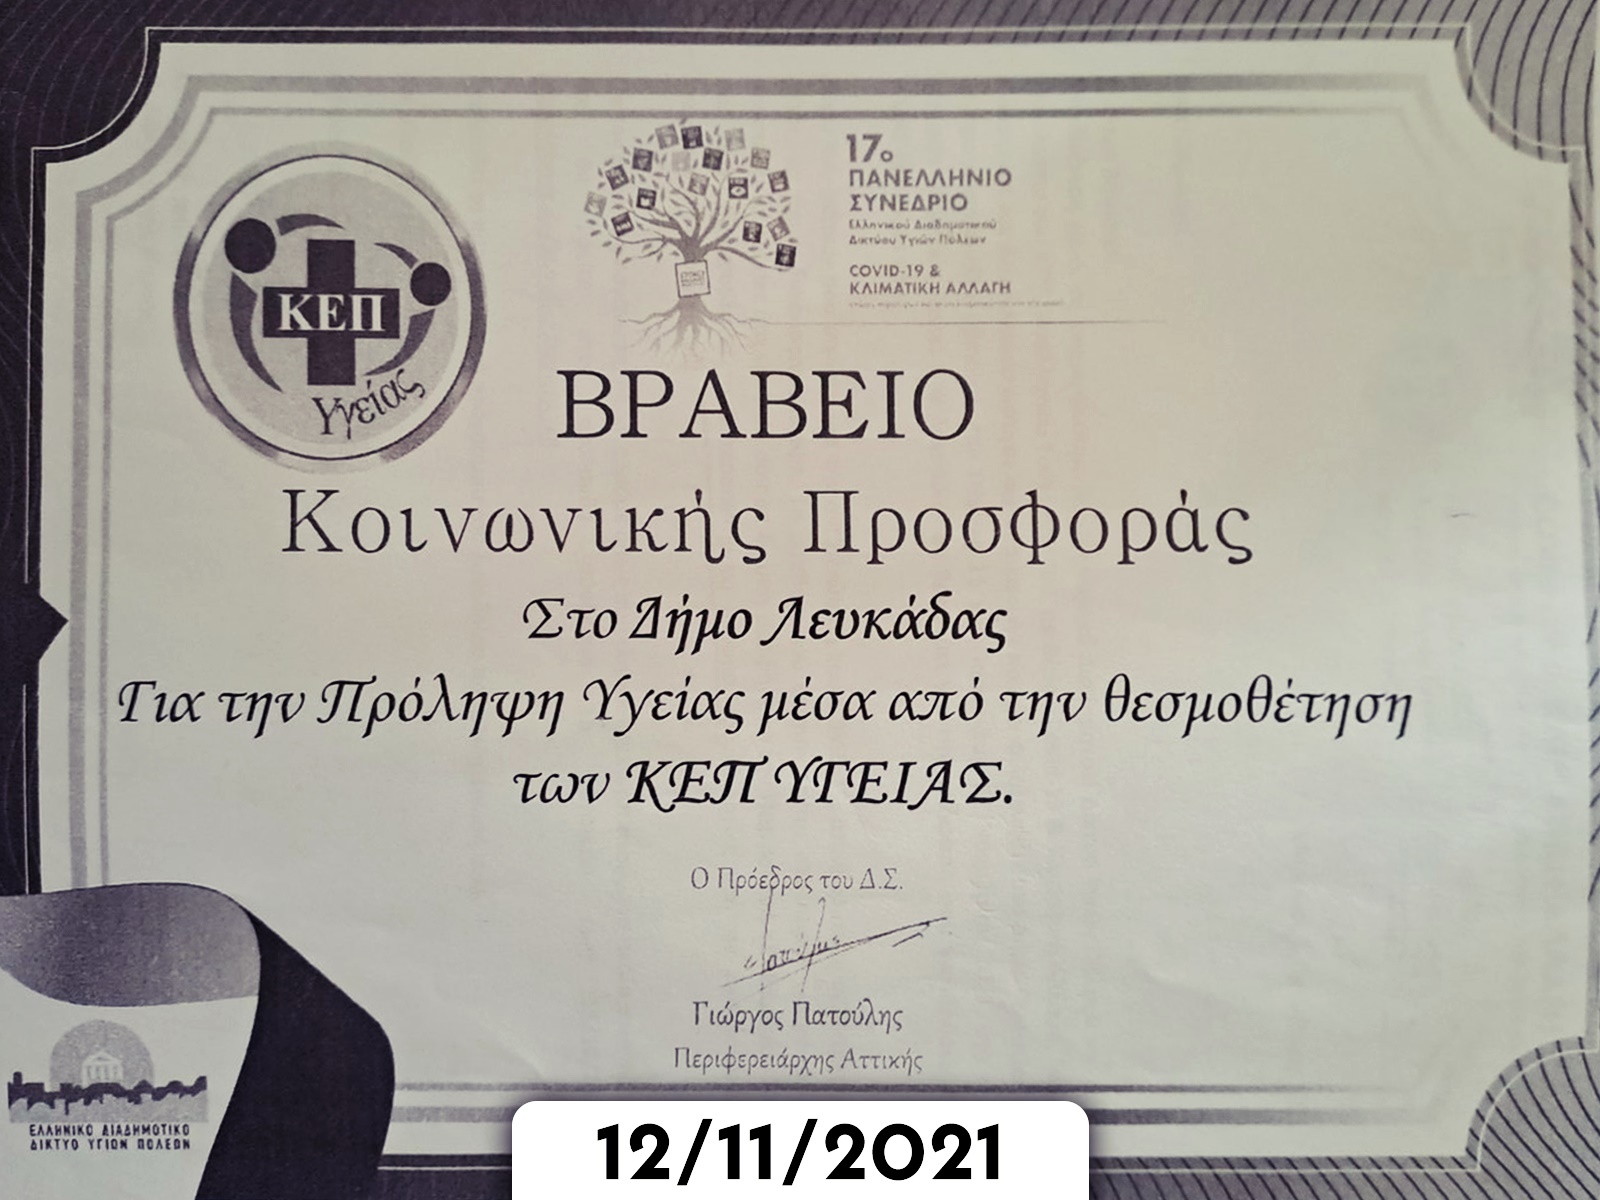 ΚΕΠ
Υγείας
17ο
ΠΑΝΕΛΛΗΝΙΟ
ΣΥΝΕΔΡΙΟ
Ελληνικού Διαδημοτικού
Δικτύου Υγιών Πόλεων
COVID-19 &
ΚΛΙΜΑΤΙΚΗ ΑΛΛΑΓΗ
ΒΡΑΒΕΙΟ
Κοινωνικής Προσφοράς
Στο Δήμο Λευκάδας
Για την Πρόληψη Υγείας μέσα από την θεσμοθέτηση
των ΚΕΠ ΥΓΕΙΑΣ.
Ο Πρόεδρος του Δ.Σ.
Γιώργος Πατούλης
Περιφερειάρχης Αττικής
ΕΛΛΗΝΙΚΟ ΔΙΑΔΗΜΟΤΙΚΟ
ΔΙΚΤΥΟ ΥΓΙΩΝ ΠΟΛΕΩΝ
12/11/2021